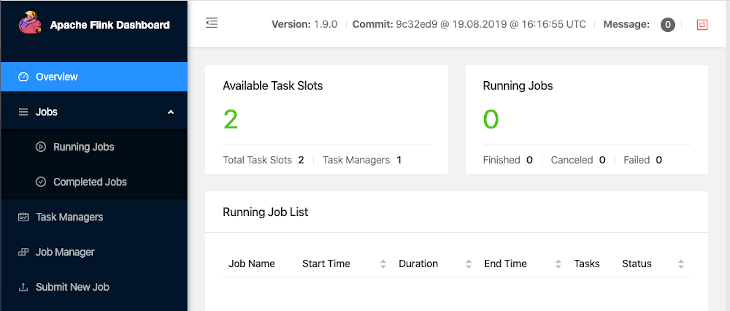 Apache Flink Dashboard
Version: 1.9.0 Commit: 9c32ed9 @ 19.08.2019 @ 16:16:55 UTC Message: 0
Overview
Jobs
Running Jobs
Completed Jobs
Task Managers
Job Manager
Submit New Job
Available Task Slots
2
Total Task Slots 2 Task Managers 1
Running Jobs
0
Finished 0 Canceled 0 Failed 0
Running Job List
Job Name Start Time Duration End Time Tasks Status